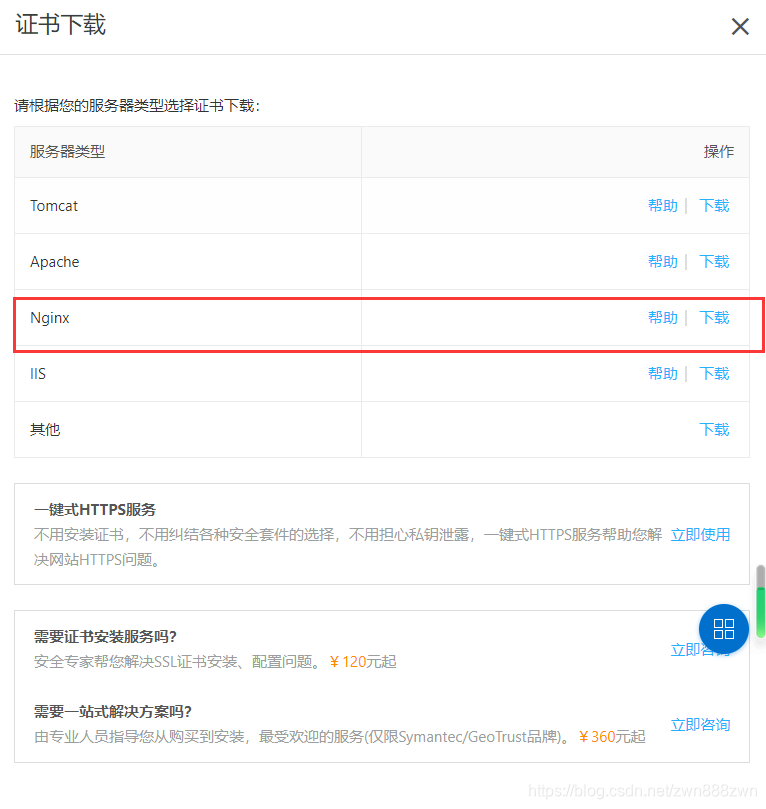 证书下载
请根据您的服务器类型选择证书下载：
服务器类型 操作
Tomcat 帮助 | 下载
Apache 帮助 | 下载
Nginx 帮助 | 下载
IIS 帮助 | 下载
其他 下载
一键式HTTPS服务
不用安装证书，不用纠结各种安全套件的选择，不用担心私钥泄露，一键式HTTPS服务帮助您解 立即使用
决网站HTTPS问题。
需要证书安装服务吗?
安全专家帮您解决SSL证书安装、配置问题。￥120元起 立即咨
需要一站式解决方案吗?
由专业人员指导您从购买到安装，最受欢迎的服务(仅限Symantec/GeoTrust品牌)。￥360元起 立即咨询
https://blog.csdn.net/zwn888zwn